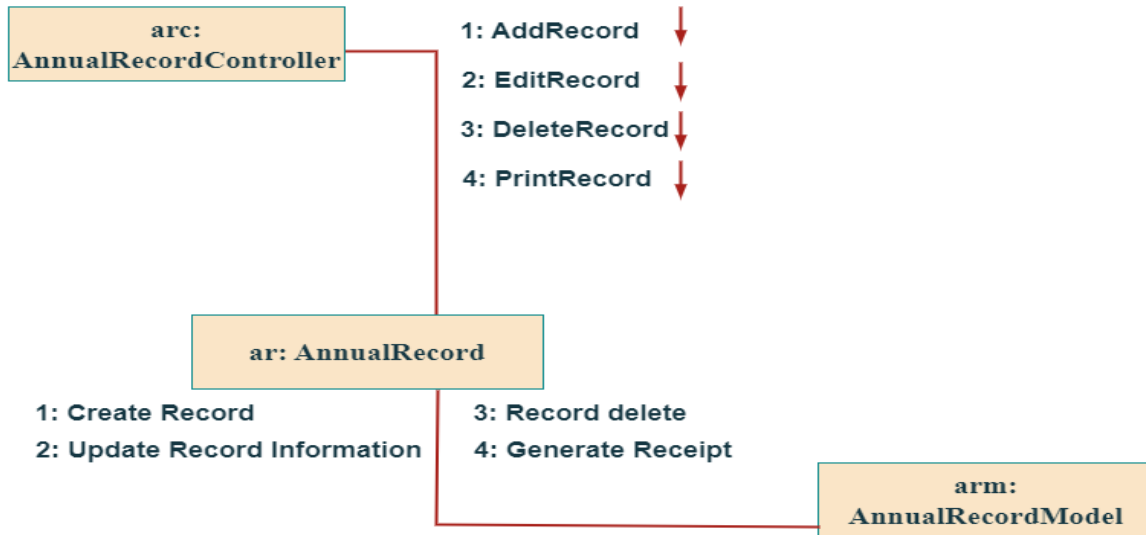 arc:
AnnualRecordController
1: AddRecord
2: EditRecord
3: DeleteRecord
4: PrintRecord
ar: AnnualRecord
1: Create Record
2: Update Record Information
3: Record delete
4: Generate Receipt
arm:
AnnualRecordModel